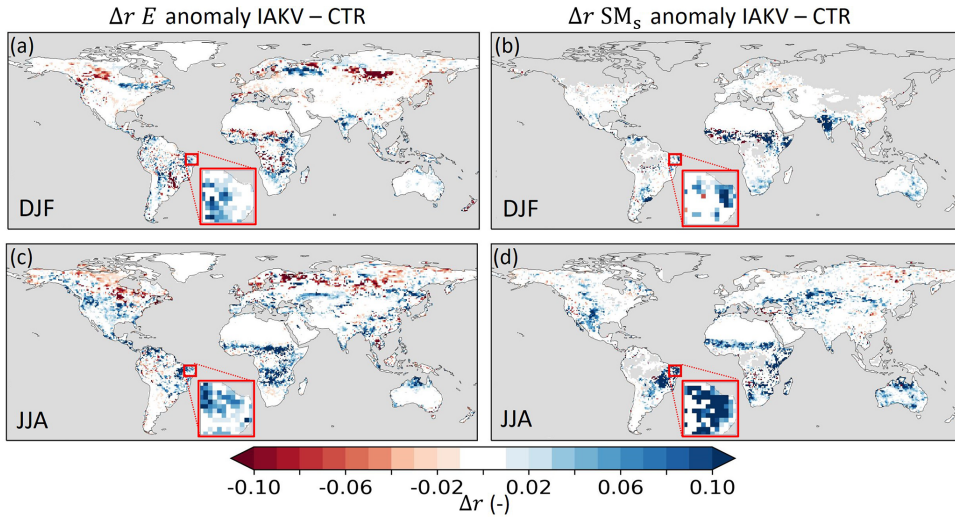 Δr E anomaly IAKV – CTR
Δr SMs anomaly IAKV – CTR
(a)
(b)
DJF
DJF
(c)
(d)
JJA
JJA
-0.10 -0.06 -0.02 0.02 0.06 0.10
Δr (-)